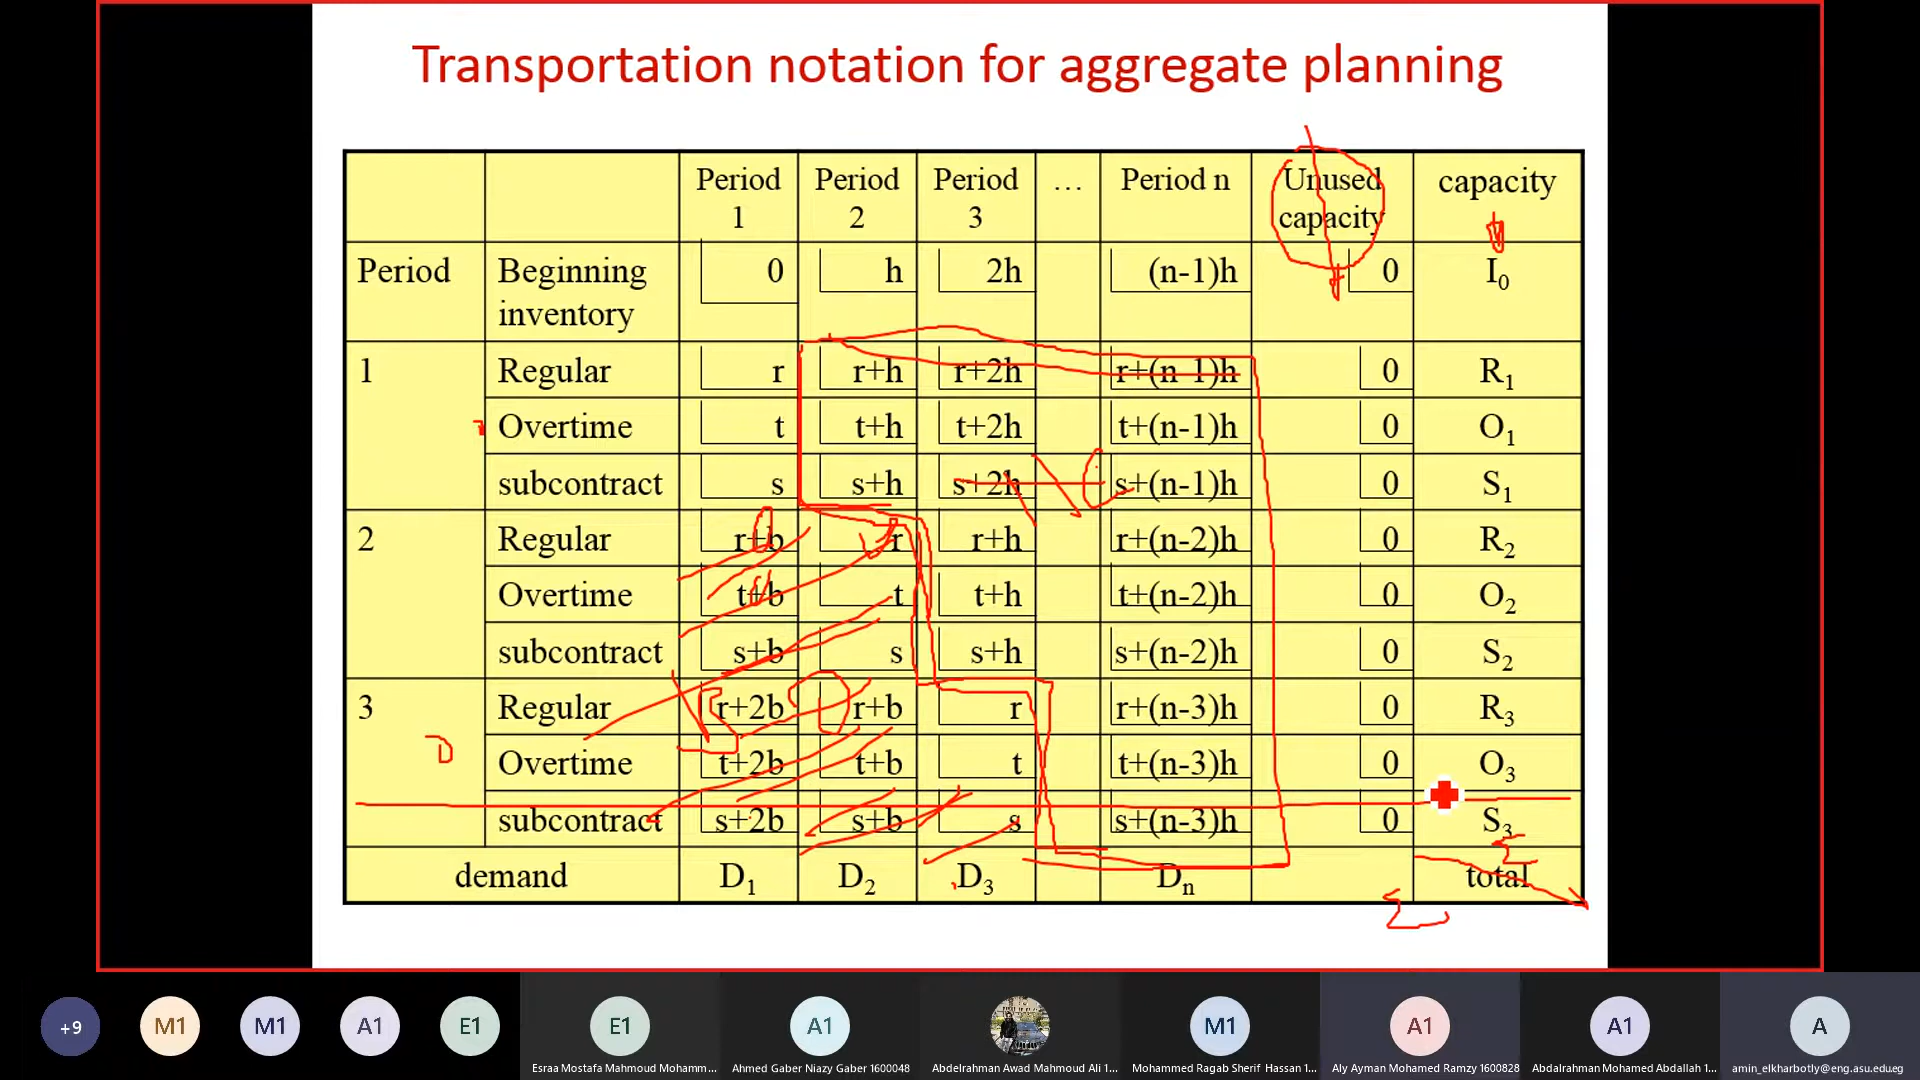 Transportation notation for aggregate planning
Period 1 Period 2 Period 3 … Period n Unused capacity capacity
Period Beginning inventory 0 h 2h (n-1)h 0 I₀
1 Regular r r+h r+2h r+(n-1)h 0 R₁
Overtime t t+h t+2h t+(n-1)h 0 O₁
subcontract s s+h s+2h s+(n-1)h 0 S₁
2 Regular r+b r r+h r+(n-2)h 0 R₂
Overtime t+b t t+h t+(n-2)h 0 O₂
subcontract s+b s s+h s+(n-2)h 0 S₂
3 Regular r+2b r+b r r+(n-3)h 0 R₃
D
Overtime t+2b t+b t t+(n-3)h 0 O₃
subcontract s+2b s+b s s+(n-3)h 0 S₃
demand D₁ D₂ D₃ Dₙ total
+9 M1 M1 A1 E1 E1 A1 M1 A1 A1 A
Esraa Mostafa Mahmoud Mohamm... Ahmed Gaber Niazy Gaber 1600048 Abdelrahman Awad Mahmoud Ali 1... Mohammed Ragab Sherif Hassan 1... Aly Ayman Mohamed Ramzy 1600828 Abdalrahman Mohamed Abdallah 1... amin_elkharbotly@eng.asu.edu.eg